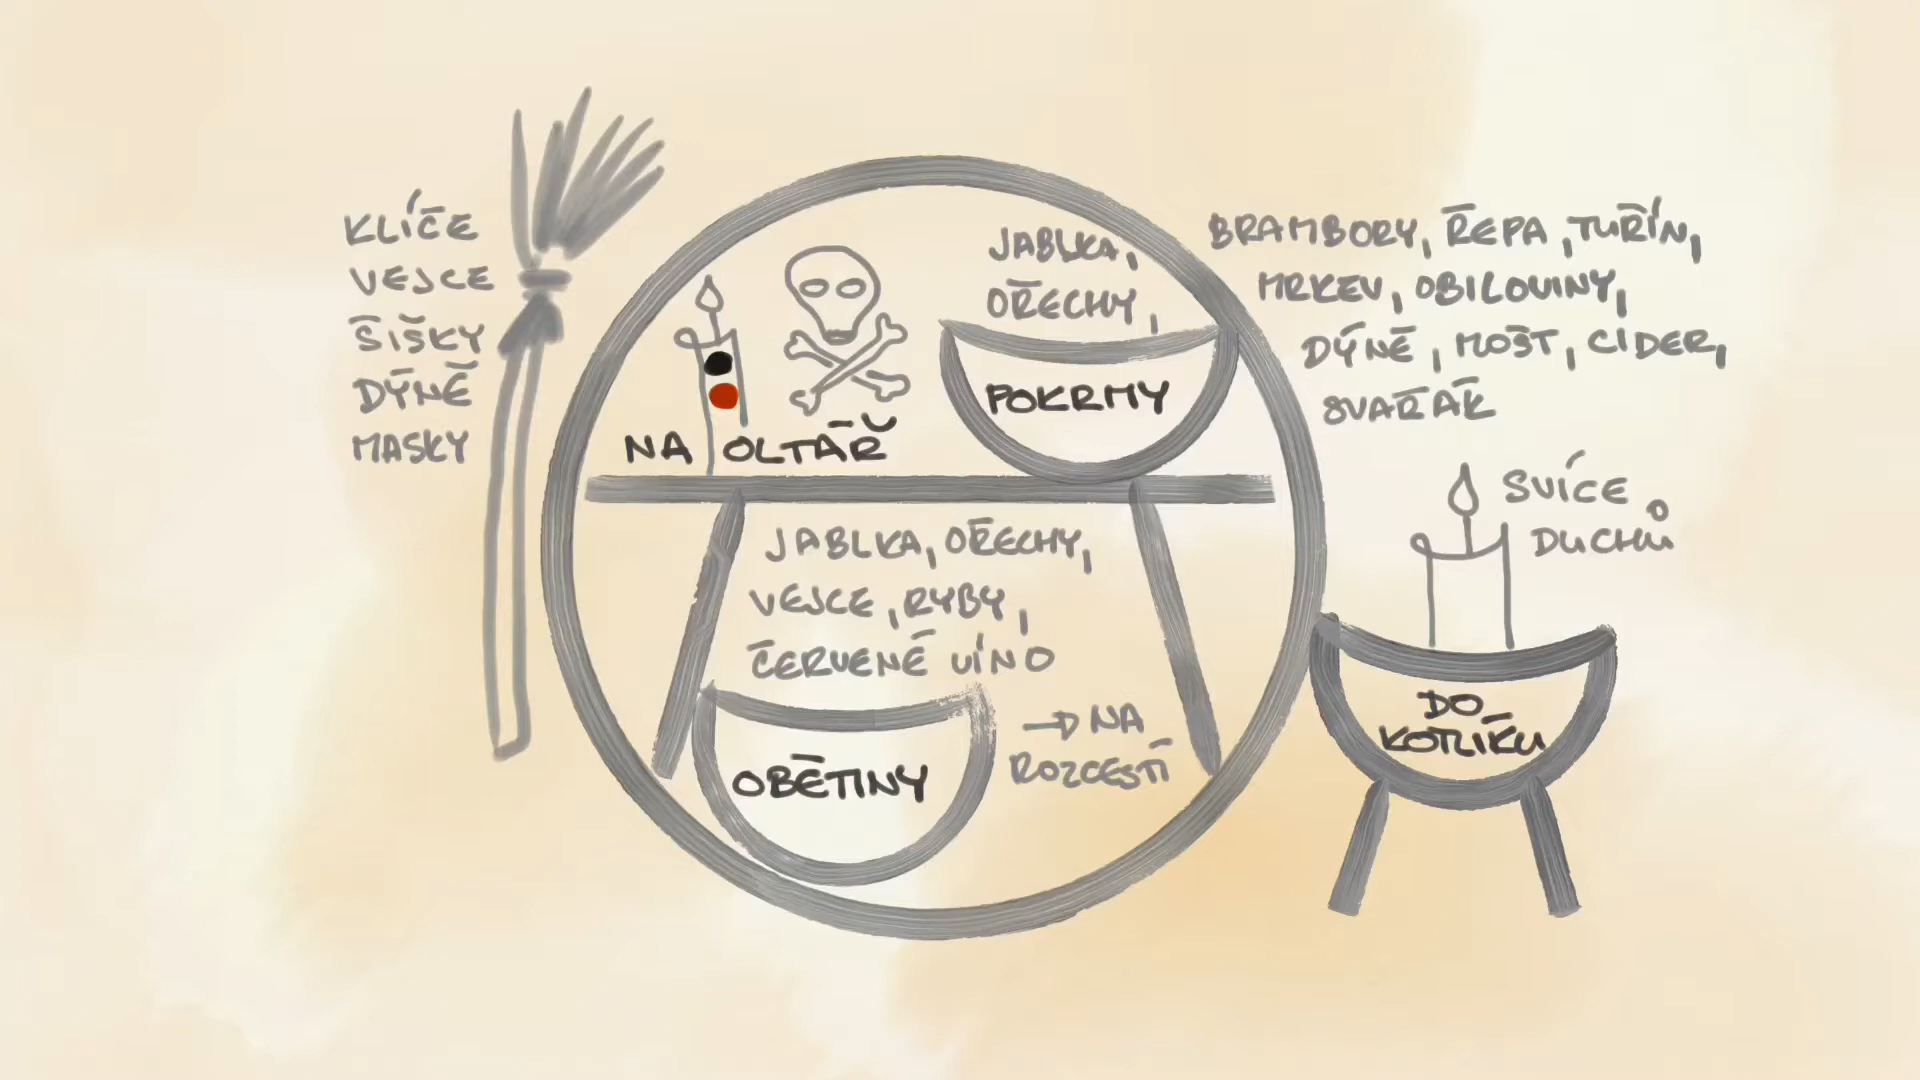 KLÍČE
VEJCE
ŠIŠKY
DÝNĚ
MASKY
NA OLTÁŘ
JABLKA,
OŘECHY,
POKRMY
BRAMBORY, ŘEPA, TUŘÍN,
MRKEV, OBILOVINY,
DÝNĚ, MOŠT, CIDER,
SVAŘÁK
JABLKA, OŘECHY,
VEJCE, RYBY,
ČERVENÉ VÍNO
OBĚTINY
→ NA
ROZCESTÍ
SVÍCE
DUCHŮ
DO
KOTLÍKU